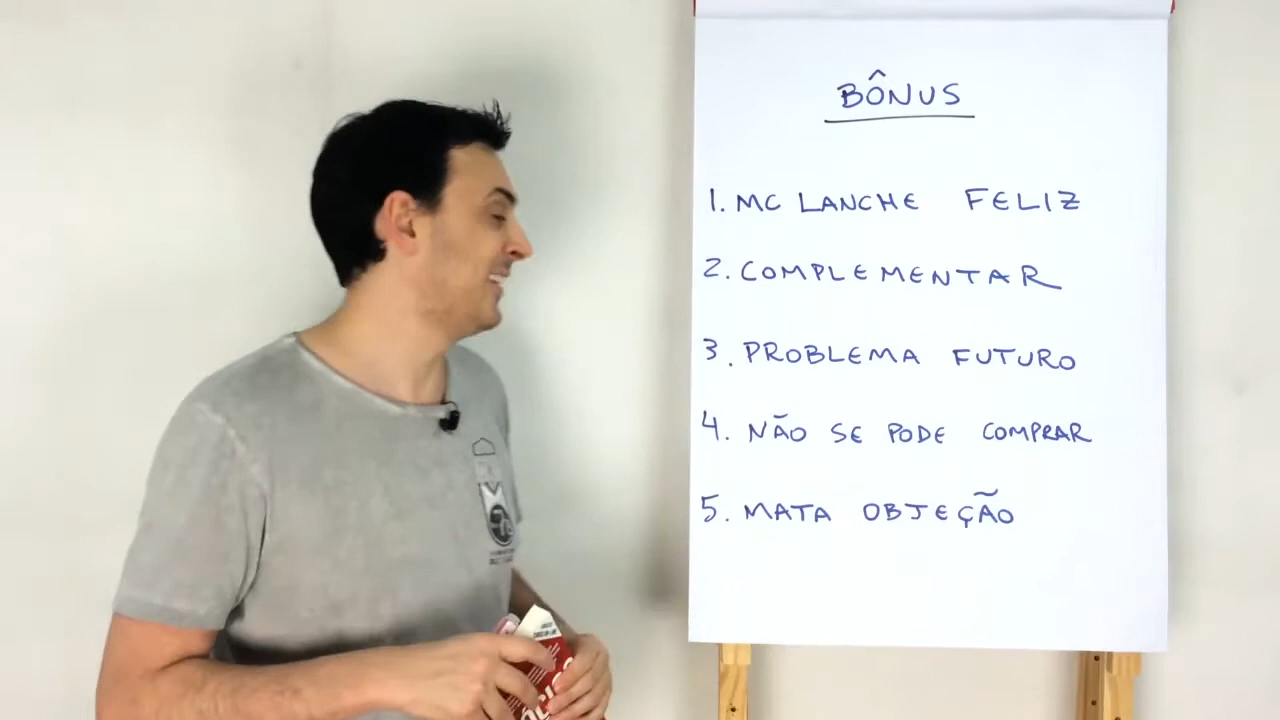 BÔNUS
1. MC LANCHE FELIZ
2. COMPLEMENTAR
3. PROBLEMA FUTURO
4. NÃO SE PODE COMPRAR
5. MATA OBJEÇÃO